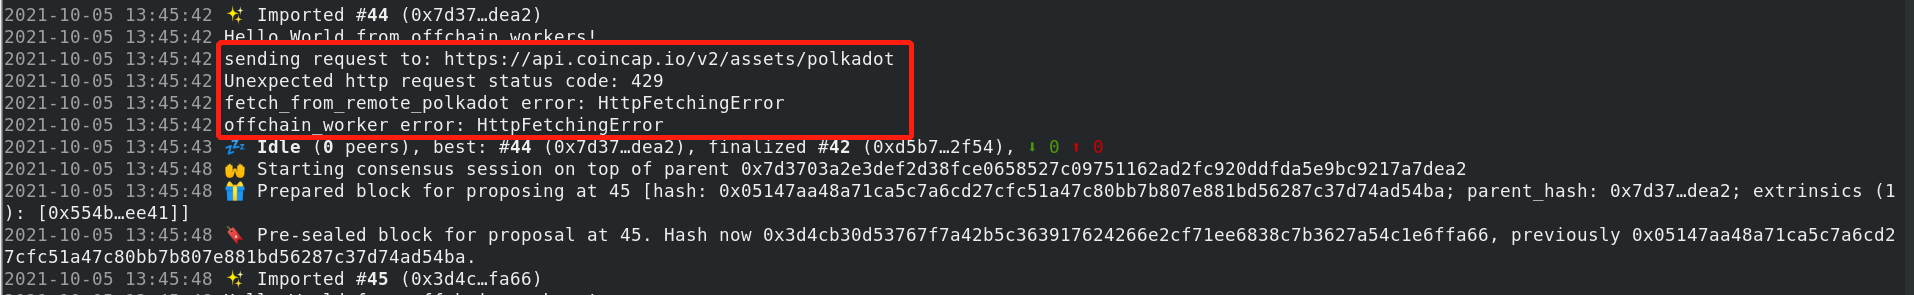 2021-10-05 13:45:42 ✨ Imported #44 (0x7d37…dea2)
2021-10-05 13:45:42 Hello World from offchain workers!
2021-10-05 13:45:42 sending request to: https://api.coincap.io/v2/assets/polkadot
2021-10-05 13:45:42 Unexpected http request status code: 429
2021-10-05 13:45:42 fetch_from_remote_polkadot error: HttpFetchingError
2021-10-05 13:45:42 offchain_worker error: HttpFetchingError
2021-10-05 13:45:43 💤 Idle (0 peers), best: #44 (0x7d37…dea2), finalized #42 (0xd5b7…2f54), ⬇ 0 ⬆ 0
2021-10-05 13:45:48 🙌 Starting consensus session on top of parent 0x7d3703a2e3def2d38fce0658527c09751162ad2fc920ddfda5e9bc9217a7dea2
2021-10-05 13:45:48 🎁 Prepared block for proposing at 45 [hash: 0x05147aa48a71ca5c7a6cd27cfc51a47c80bb7b807e881bd56287c37d74ad54ba; parent_hash: 0x7d37…dea2; extrinsics (1
): [0x554b…ee41]]
2021-10-05 13:45:48 🔖 Pre-sealed block for proposal at 45. Hash now 0x3d4cb30d53767f7a42b5c363917624266e2cf71ee6838c7b3627a54c1e6ffa66, previously 0x05147aa48a71ca5c7a6cd2
7cfc51a47c80bb7b807e881bd56287c37d74ad54ba.
2021-10-05 13:45:48 ✨ Imported #45 (0x3d4c…fa66)